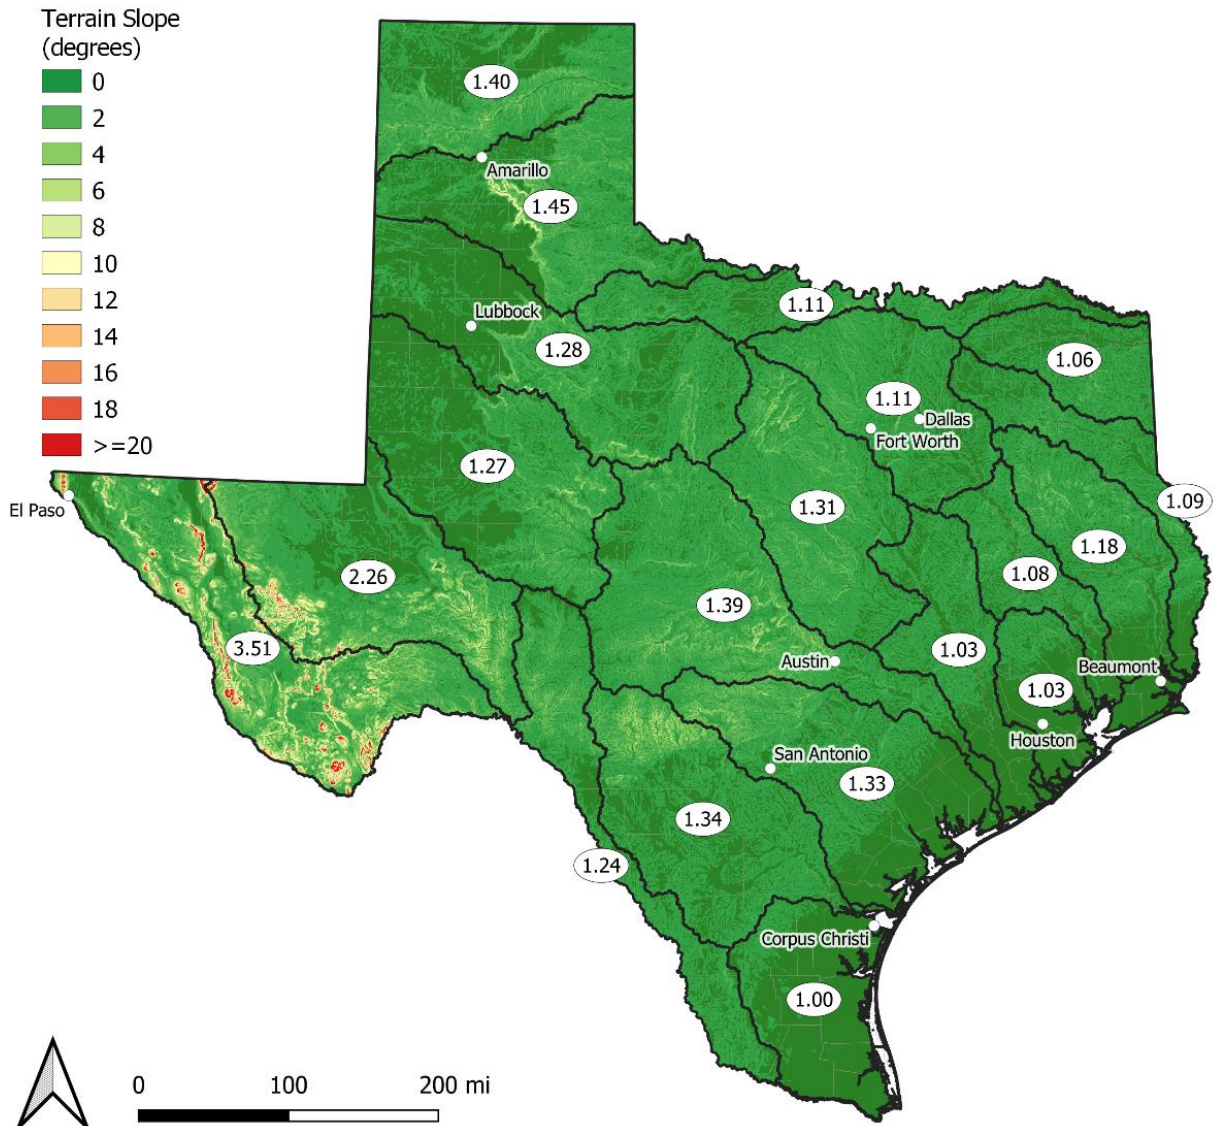 Terrain Slope
(degrees)
0
2
4
6
8
10
12
14
16
18
>=20
1.40
Amarillo
1.45
Lubbock
1.11
1.28
1.06
1.11
Dallas
Fort Worth
1.27
El Paso
1.31
1.09
1.18
2.26
1.08
1.39
3.51
Austin
1.03
Beaumont
1.03
Houston
San Antonio
1.33
1.34
1.24
Corpus Christi
1.00
0 100 200 mi